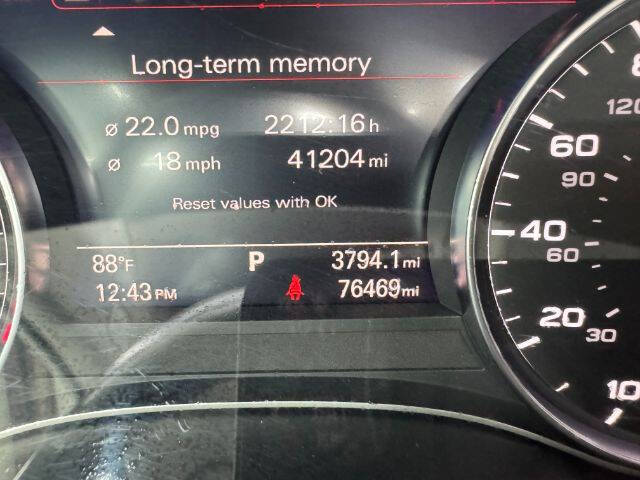 Long-term memory
ø 22.0 mpg 2212:16 h
ø 18 mph 41204 mi
Reset values with OK
88°F P 3794.1 mi
12:43 PM 76469 mi
120
60
90
40
60
20
30
10